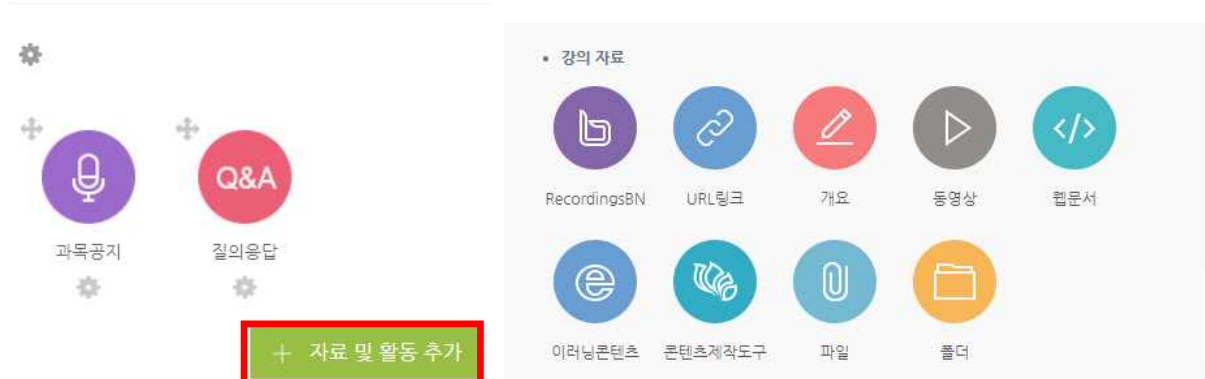 Q&A
과목공지 질의응답
+ 자료 및 활동 추가
• 강의 자료
</>
RecordingsBN URL링크 개요 동영상 웹문서
이러닝콘텐츠 콘텐츠제작도구 파일 폴더